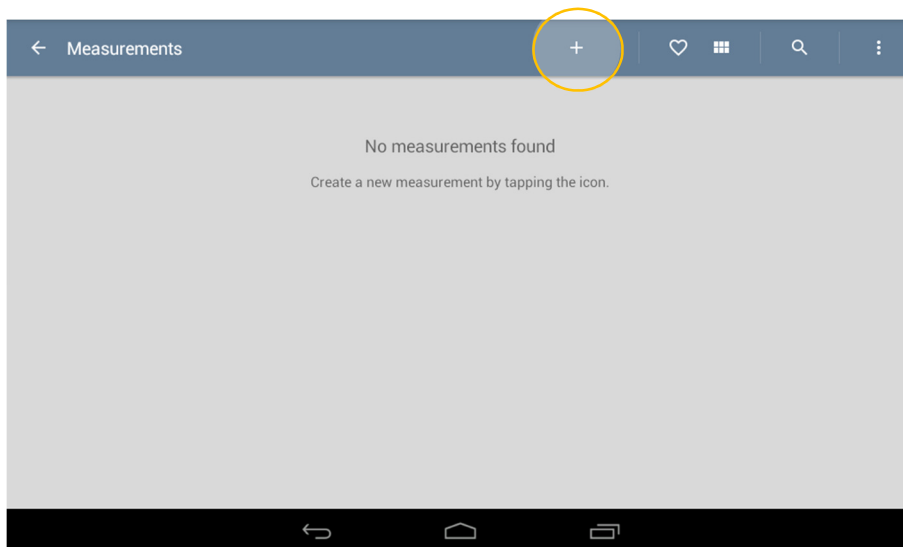 Measurements
No measurements found
Create a new measurement by tapping the icon.